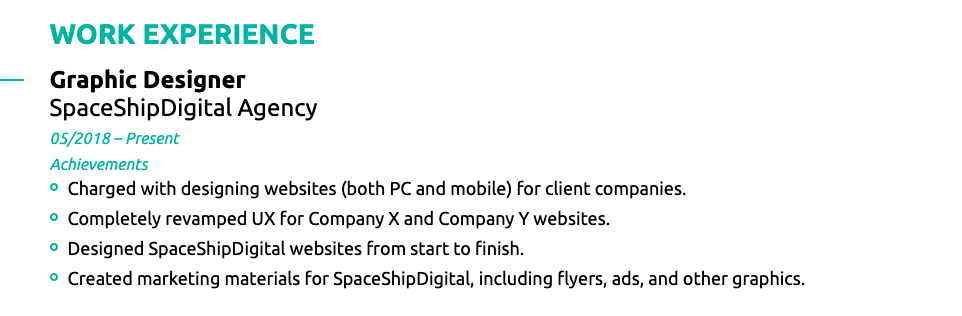 WORK EXPERIENCE
Graphic Designer
SpaceShipDigital Agency
05/2018 – Present
Achievements
Charged with designing websites (both PC and mobile) for client companies.
Completely revamped UX for Company X and Company Y websites.
Designed SpaceShipDigital websites from start to finish.
Created marketing materials for SpaceShipDigital, including flyers, ads, and other graphics.